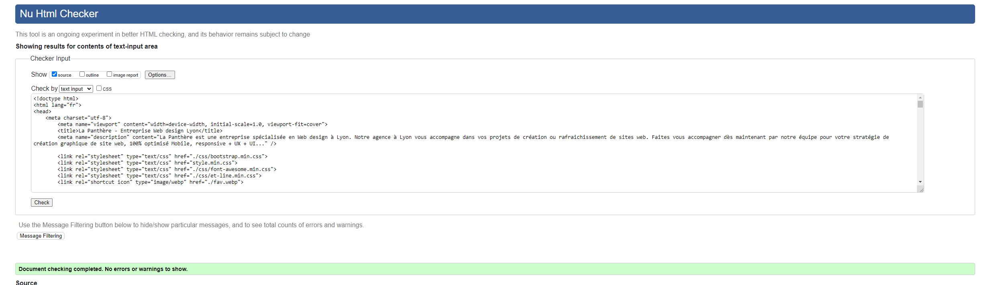 Nu Html Checker
This tool is an ongoing experiment in better HTML checking, and its behavior remains subject to change
Showing results for contents of text-input area
Checker Input
Show source outline image report Options...
Check by text input css
<!doctype html>
<html lang="fr">
<head>
    <meta charset="utf-8">
        <meta name="viewport" content="width=device-width, initial-scale=1.0, viewport-fit=cover">
        <title>La Panthère - Entreprise Web design Lyon</title>
        <meta name="description" content="La Panthère est une entreprise spécialisée en Web design à Lyon. Notre agence à Lyon vous accompagne dans vos projets de création ou rafraichissement de sites web. Faites vous accompagner dès maintenant par notre équipe pour votre stratégie de
création graphique de site web, 100% optimisé Mobile, responsive + UX + UI..." />
        <link rel="stylesheet" type="text/css" href="./css/bootstrap.min.css">
        <link rel="stylesheet" type="text/css" href="style.min.css">
        <link rel="stylesheet" type="text/css" href="./css/font-awesome.min.css">
        <link rel="stylesheet" type="text/css" href="./css/et-line.min.css">
        <link rel="shortcut icon" type="image/webp" href="./fav.webp">
Check
Use the Message Filtering button below to hide/show particular messages, and to see total counts of errors and warnings.
Message Filtering
Document checking completed. No errors or warnings to show.
Source